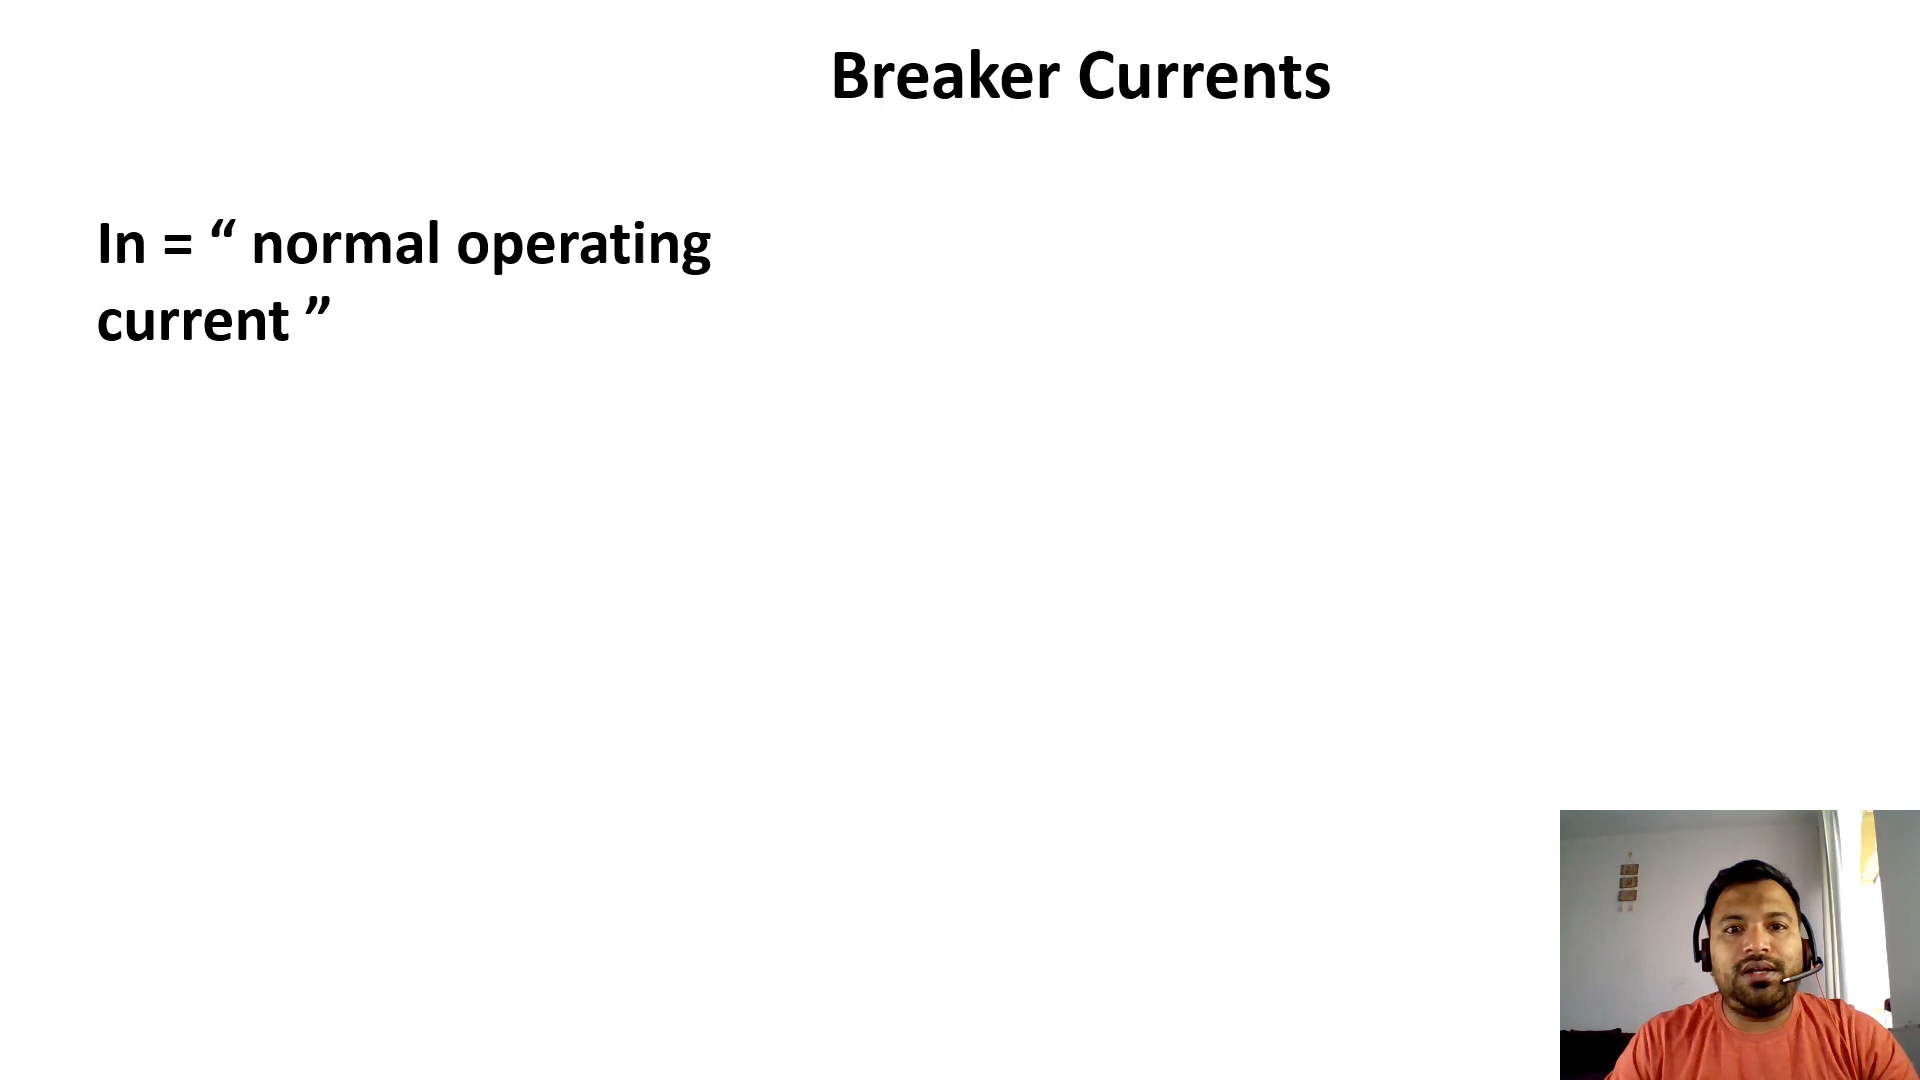 Breaker Currents
In = “ normal operating
current ”